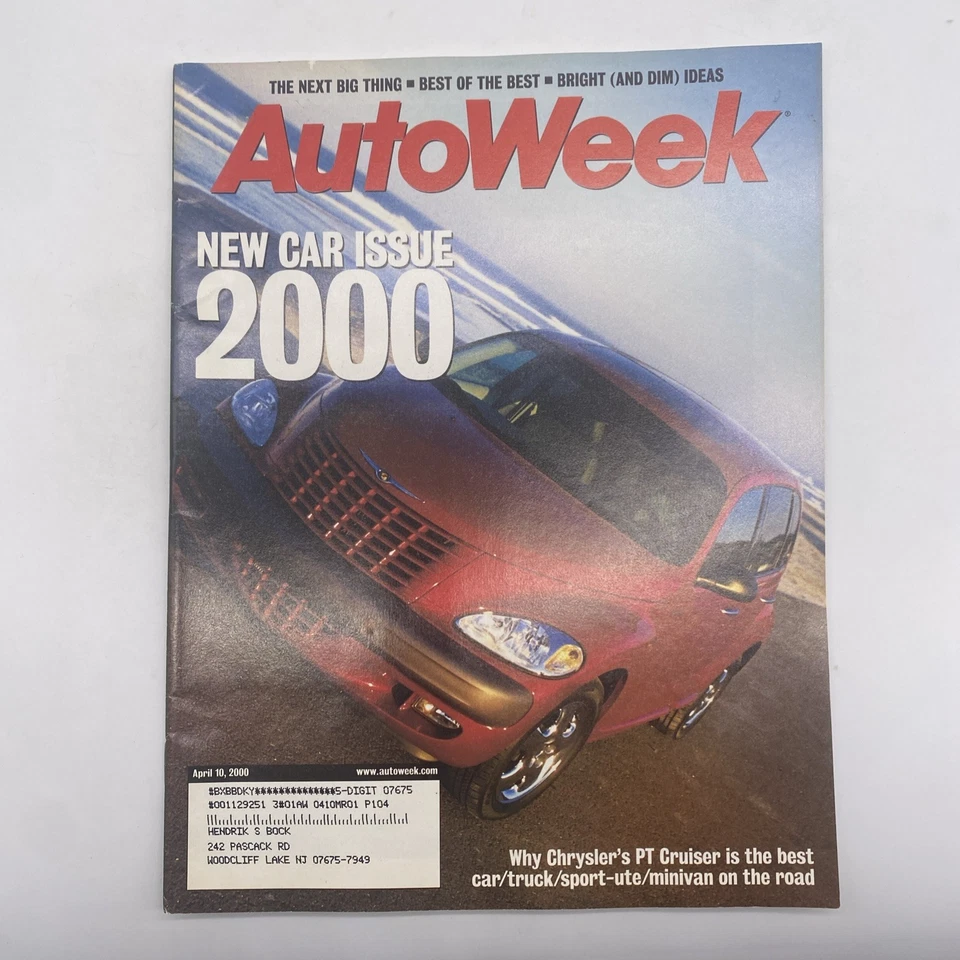 THE NEXT BIG THING ■ BEST OF THE BEST ■ BRIGHT (AND DIM) IDEAS
AutoWeek®
NEW CAR ISSUE
2000
April 10, 2000 www.autoweek.com
#BXBBDKY**************5-DIGIT 07675
#001129251 3#01AW 0410MR01 P104
HENDRIK S BOCK
242 PASCACK RD
WOODCLIFF LAKE NJ 07675-7949
Why Chrysler's PT Cruiser is the best
car/truck/sport-ute/minivan on the road